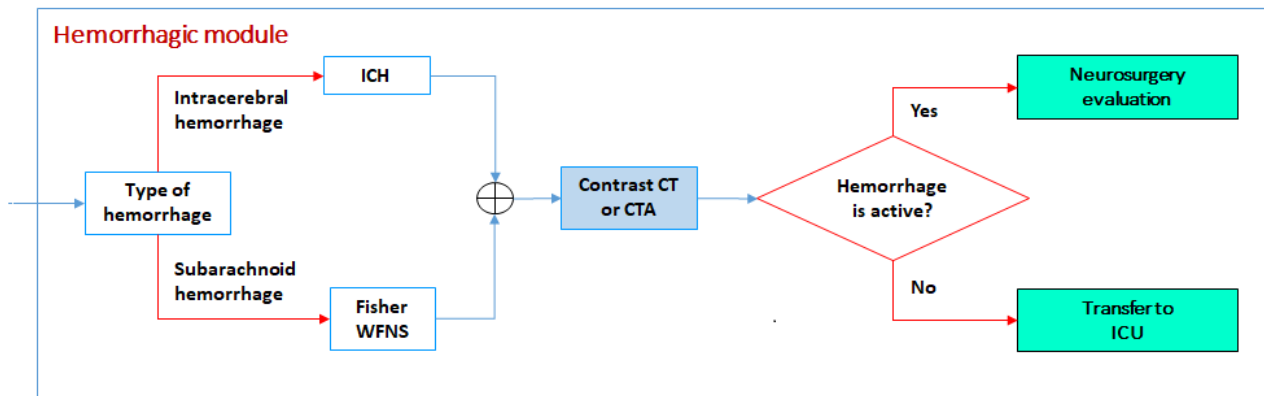 Hemorrhagic module
ICH
Intracerebral
hemorrhage
Type of
hemorrhage
Subarachnoid
hemorrhage
Fisher
WFNS
Contrast CT
or CTA
Hemorrhage
is active?
Yes
Neurosurgery
evaluation
No
Transfer to
ICU